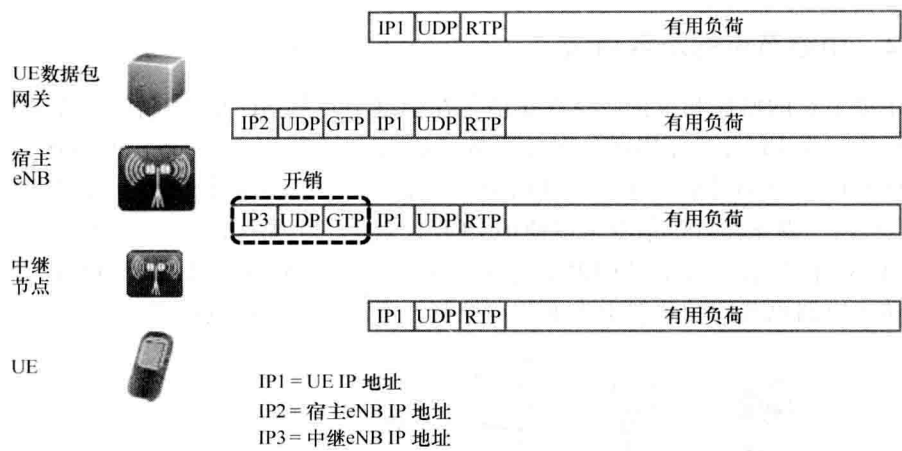 IP1 UDP RTP 有用负荷
UE数据包
网关
IP2 UDP GTP IP1 UDP RTP 有用负荷
宿主
eNB
开销
IP3 UDP GTP IP1 UDP RTP 有用负荷
中继
节点
IP1 UDP RTP 有用负荷
UE
IP1 = UE IP 地址
IP2 = 宿主eNB IP 地址
IP3 = 中继eNB IP 地址